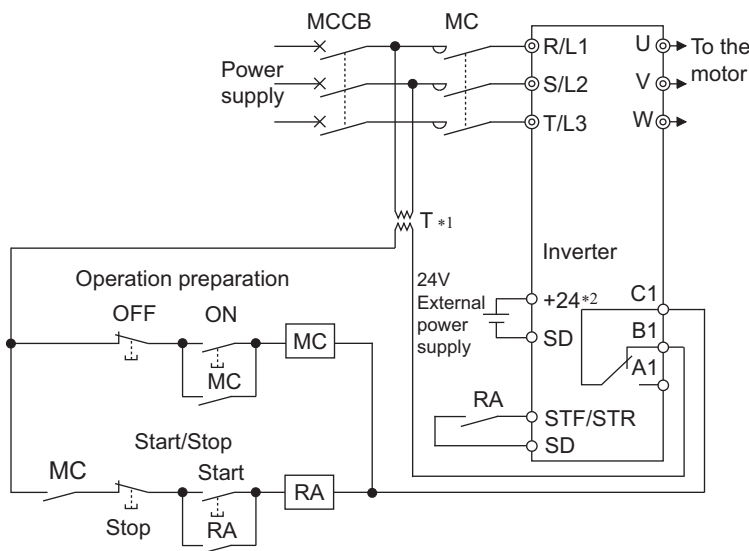 MCCB
MC
R/L1
U
To the
motor
Power
supply
S/L2
V
T/L3
W
T *1
Inverter
Operation preparation
24V
External
power
supply
+24*2
C1
OFF
ON
MC
B1
SD
A1
MC
RA
STF/STR
Start/Stop
SD
MC
Start
RA
Stop
RA